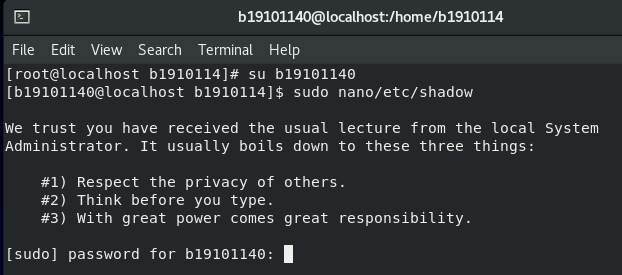 b19101140@localhost:/home/b1910114
File Edit View Search Terminal Help
[root@localhost b1910114]# su b19101140
[b19101140@localhost b1910114]$ sudo nano/etc/shadow
We trust you have received the usual lecture from the local System
Administrator. It usually boils down to these three things:
#1) Respect the privacy of others.
#2) Think before you type.
#3) With great power comes great responsibility.
[sudo] password for b19101140: